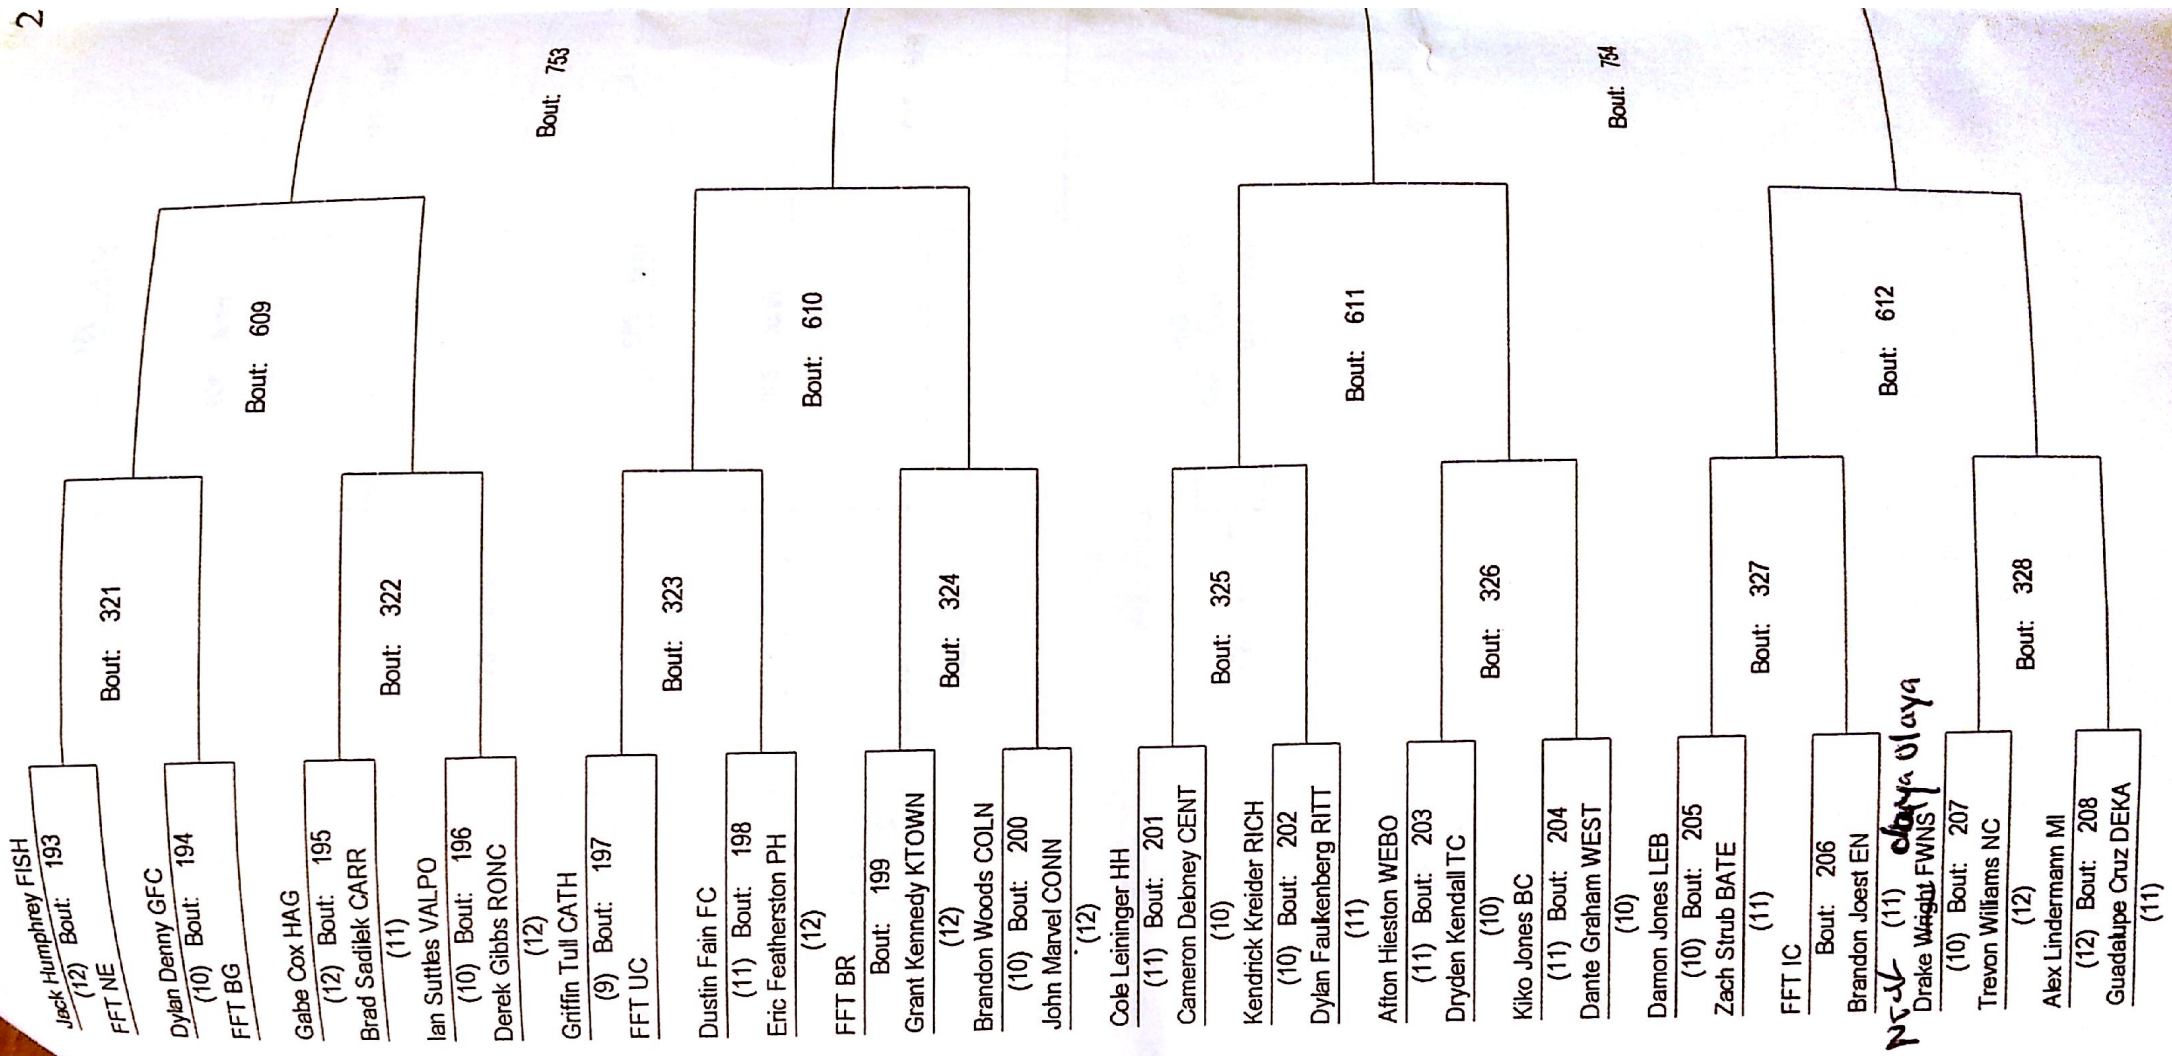 2
Jack Humphrey FISH
(12) Bout: 193
FFT NE
Bout: 321
Dylan Denny GFC
(10) Bout: 194
FFT BG
Bout: 609
Gabe Cox HAG
(12) Bout: 195
Brad Sadilek CARR
(11)
Bout: 322
Ian Suttles VALPO
(10) Bout: 196
Derek Gibbs RONC
(12)
Bout: 753
Griffin Tull CATH
(9) Bout: 197
FFT UC
Bout: 323
Dustin Fain FC
(11) Bout: 198
Eric Featherston PH
(12)
Bout: 610
FFT BR
Bout: 199
Grant Kennedy KTOWN
(12)
Bout: 324
Brandon Woods COLN
(10) Bout: 200
John Marvel CONN
(12)
Cole Leininger HH
(11) Bout: 201
Cameron Deloney CENT
(10)
Bout: 325
Kendrick Kreider RICH
(10) Bout: 202
Dylan Faulkenberg RITT
(11)
Bout: 611
Afton Hieston WEBO
(11) Bout: 203
Dryden Kendall TC
(10)
Bout: 326
Kiko Jones BC
(11) Bout: 204
Dante Graham WEST
(10)
Bout: 754
Damon Jones LEB
(10) Bout: 205
Zach Strub BATE
(11)
Bout: 327
FFT IC
Bout: 206
Brandon Joest EN
(11)
Bout: 612
Olaya
Drake Wright FWNS
(10) Bout: 207
Trevon Williams NC
(12)
Bout: 328
Alex Lindermann MI
(12) Bout: 208
Guadalupe Cruz DEKA
(11)